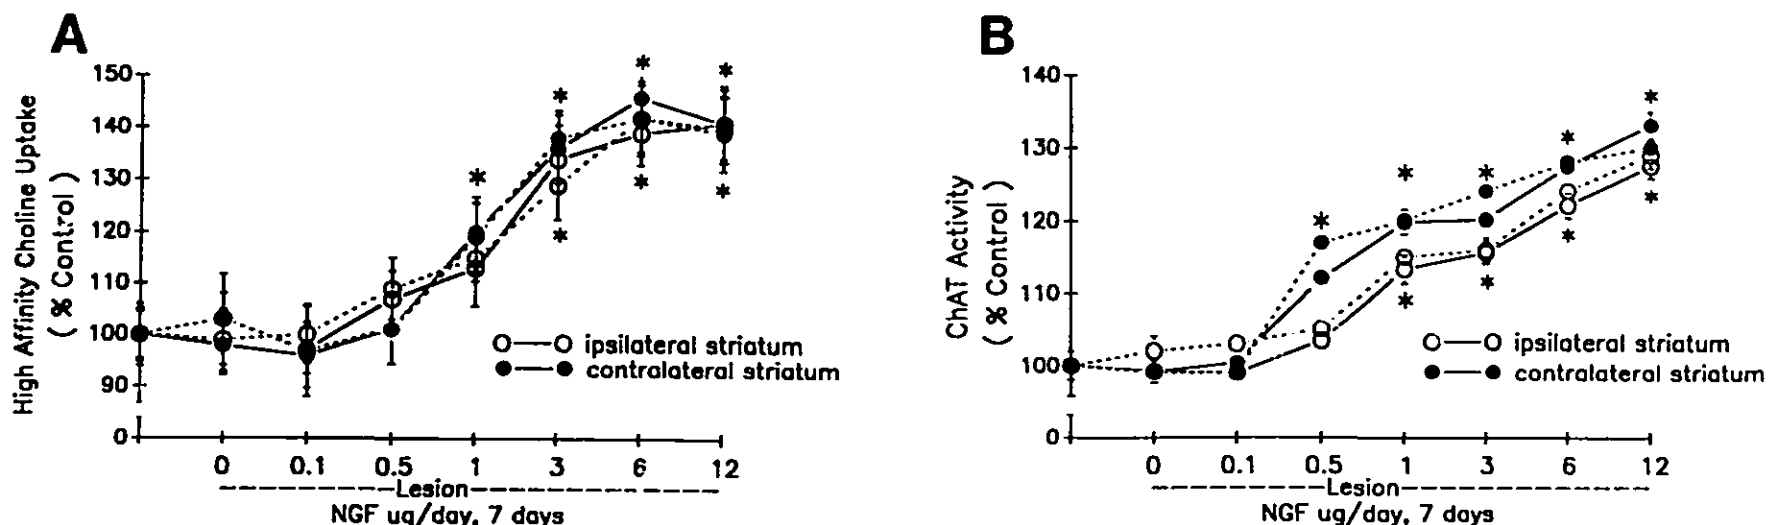 A
High Affinity Choline Uptake
( % Control )
150
140
130
120
110
100
90
0
* * * * * * *
ipsilateral striatum
contralateral striatum
0 0.1 0.5 1 3 6 12
Lesion
NGF ug/day, 7 days
B
ChAT Activity
( % Control )
140
130
120
110
100
0
* * * * * * * * *
ipsilateral striatum
contralateral striatum
0 0.1 0.5 1 3 6 12
Lesion
NGF ug/day, 7 days